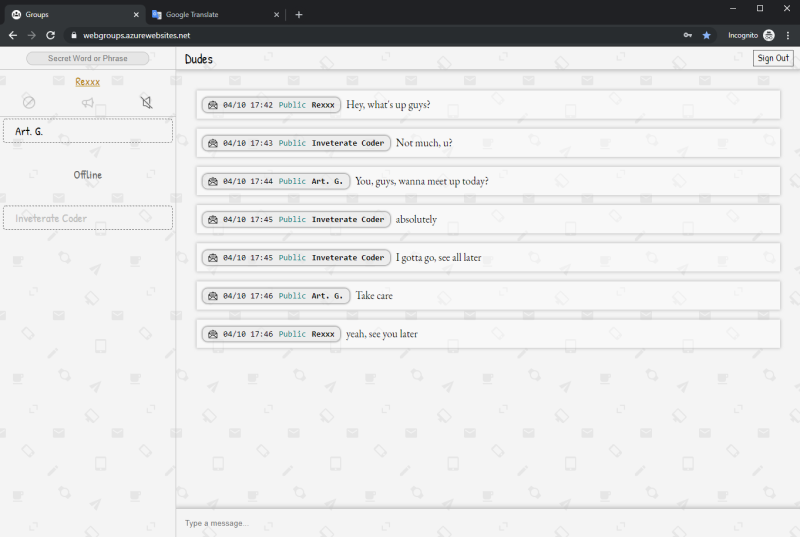 Groups
Google Translate
webgroups.azurewebsites.net
Incognito
Secret Word or Phrase
Dudes
Sign Out
Rexxx
Art. G.
Offline
Inveterate Coder
04/10 17:42 Public Rexxx Hey, what's up guys?
04/10 17:43 Public Inveterate Coder Not much, u?
04/10 17:44 Public Art. G. You, guys, wanna meet up today?
04/10 17:45 Public Inveterate Coder absolutely
04/10 17:45 Public Inveterate Coder I gotta go, see all later
04/10 17:46 Public Art. G. Take care
04/10 17:46 Public Rexxx yeah, see you later
Type a message...